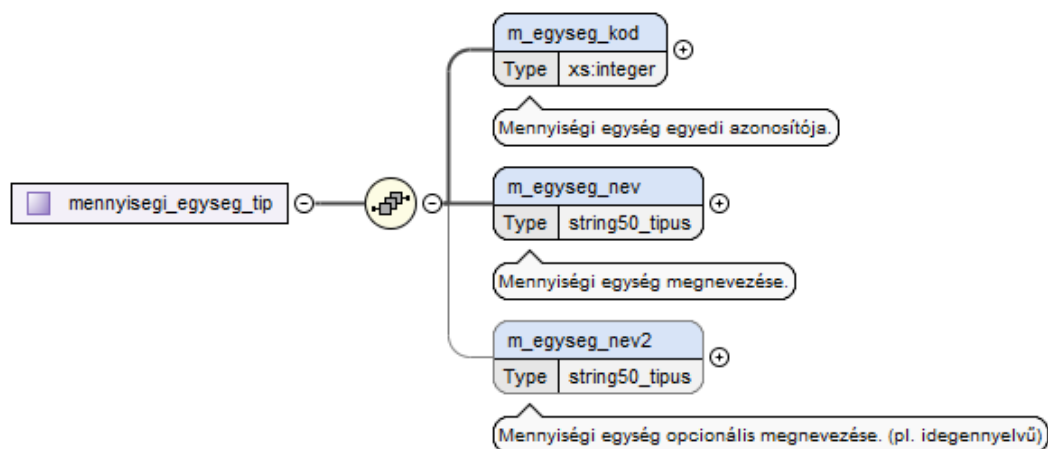 m_egyseg_kod
Type xs:integer
Mennyiségi egység egyedi azonosítója.
mennyisegi_egyseg_tip
m_egyseg_nev
Type string50_tipus
Mennyiségi egység megnevezése.
m_egyseg_nev2
Type string50_tipus
Mennyiségi egység opcionális megnevezése. (pl. idegennyelvű)